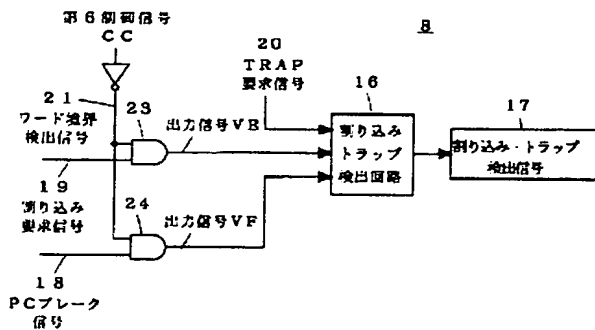 第6制御信号
CC
8
20
TRAP
要求信号
21
ワード境界
検出信号
23
出力信号VE
16
割り込み
トラップ
検出回路
17
割り込み・トラップ
検出信号
19
割り込み
要求信号
24
出力信号VF
18
PCブレーク
信号